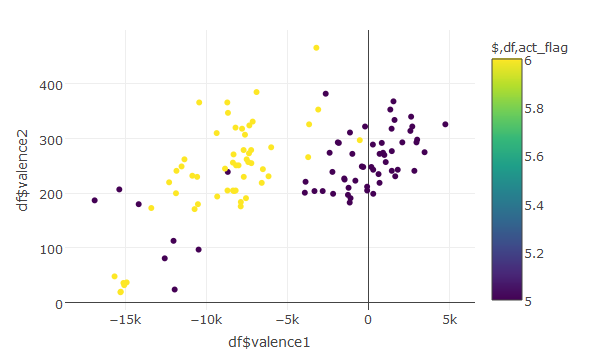 $,df,act_flag
6
5.8
5.6
5.4
5.2
5
400
300
200
100
0
df$valence2
−15k
−10k
−5k
0
5k
df$valence1